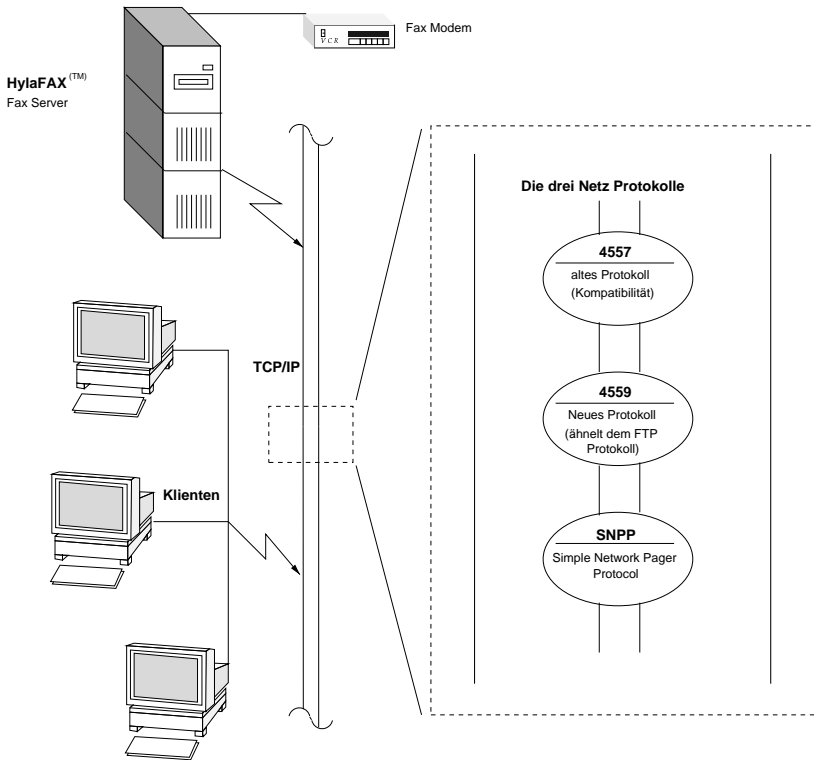 Fax Modem
VCR
HylaFAX (TM)
Fax Server
Die drei Netz Protokolle
4557
altes Protokoll
(Kompatibilität)
TCP/IP
4559
Neues Protokoll
(ähnelt dem FTP
Protokoll)
Klienten
SNPP
Simple Network Pager
Protocol